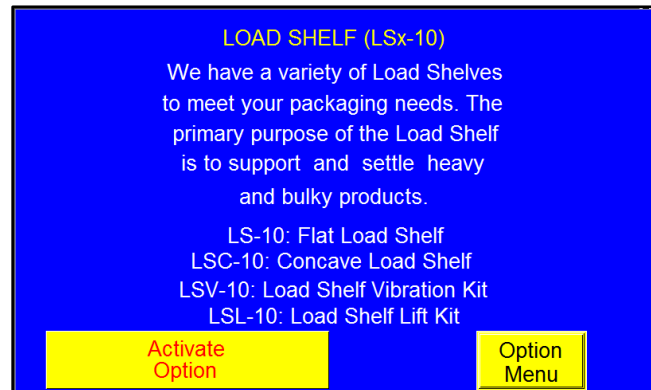 LOAD SHELF (LSx-10)
We have a variety of Load Shelves
to meet your packaging needs. The
primary purpose of the Load Shelf
is to support and settle heavy
and bulky products.
LS-10: Flat Load Shelf
LSC-10: Concave Load Shelf
LSV-10: Load Shelf Vibration Kit
LSL-10: Load Shelf Lift Kit
Activate
Option
Option
Menu